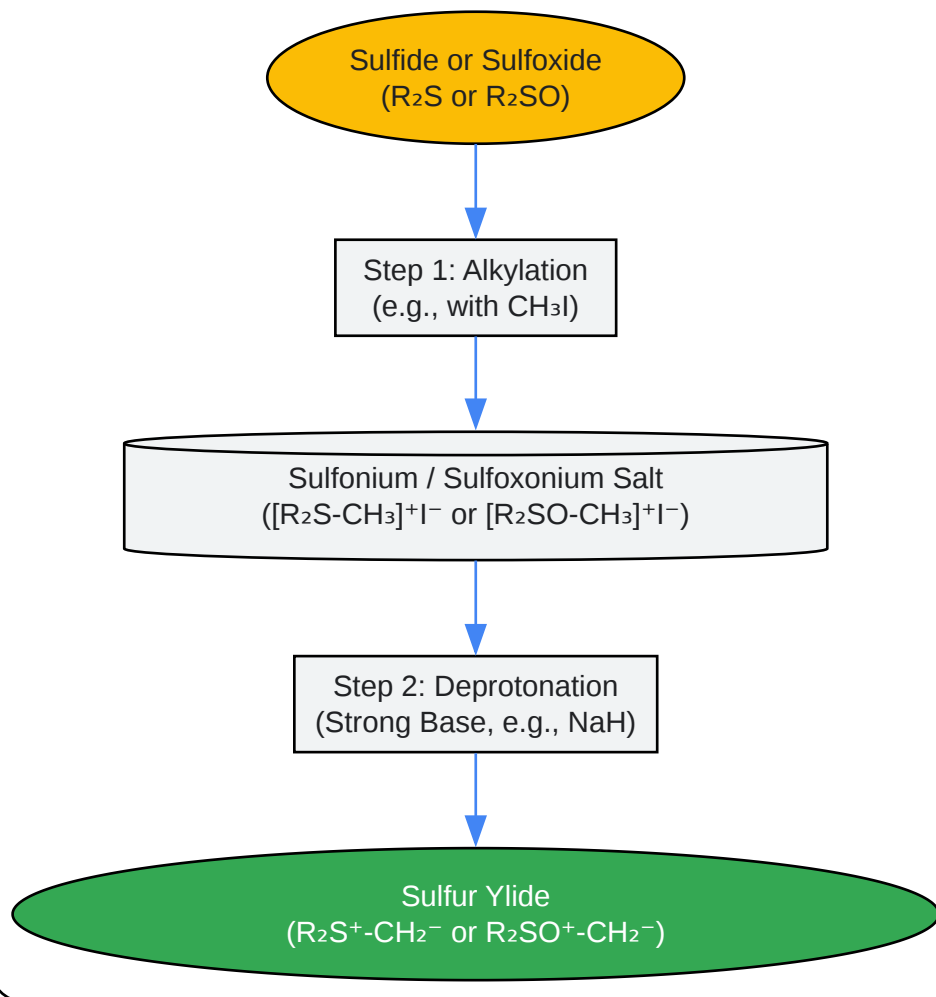 Sulfide or Sulfoxide
(R₂S or R₂SO)
Step 1: Alkylation
(e.g., with CH₃I)
Sulfonium / Sulfoxonium Salt
([R₂S-CH₃]⁺I⁻ or [R₂SO-CH₃]⁺I⁻)
Step 2: Deprotonation
(Strong Base, e.g., NaH)
Sulfur Ylide
(R₂S⁺-CH₂⁻ or R₂SO⁺-CH₂⁻)